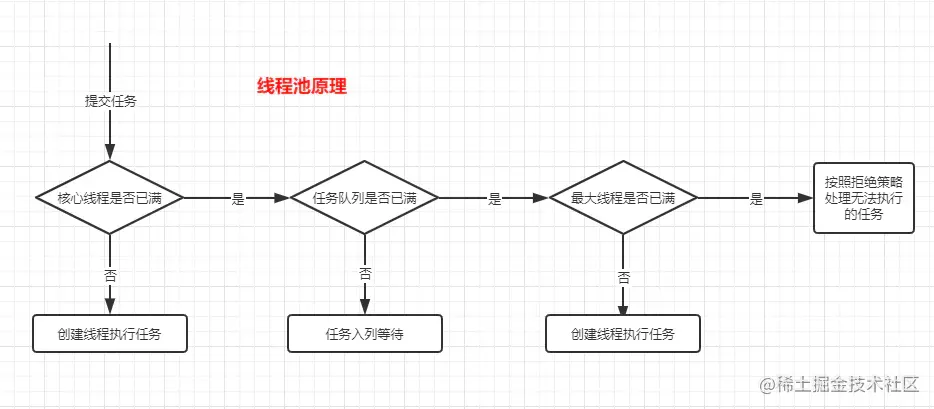 线程池原理
提交任务
核心线程是否已满
是
任务队列是否已满
是
最大线程是否已满
是
按照拒绝策略
处理无法执行
的任务
否
否
否
创建线程执行任务
任务入列等待
创建线程执行任务
@稀土掘金技术社区